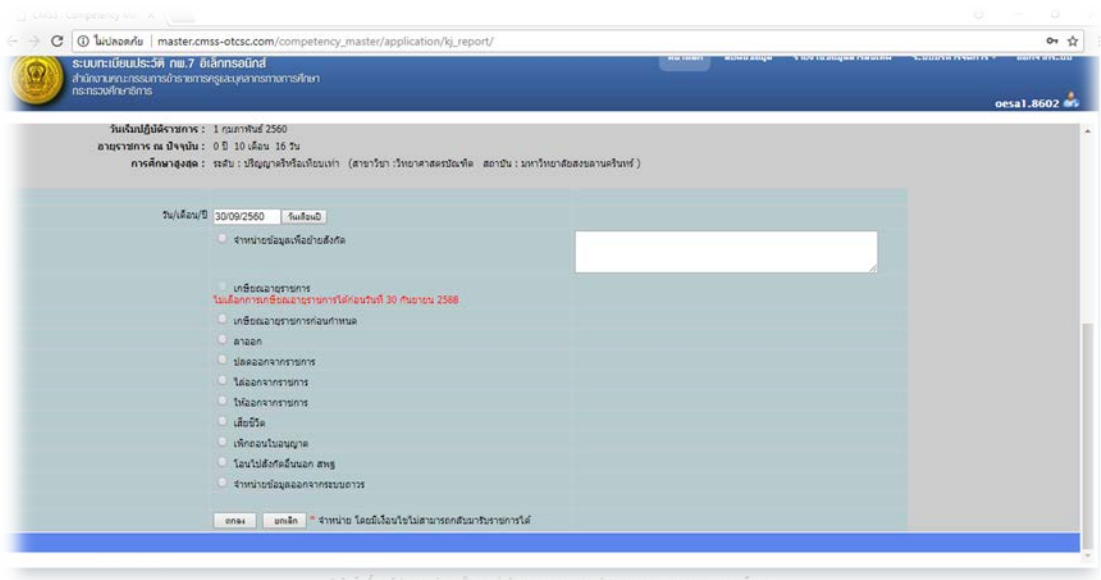 ไม่ปลอดภัย | master.cmss-otcsc.com/competency_master/application/kj_report/
ระบบทะเบียนประวัติ กพ.7 อิเล็กทรอนิกส์
สำนักงานคณะกรรมการข้าราชการครูและบุคลากรทางการศึกษา
กระทรวงศึกษาธิการ
oesa1.8602
วันเริ่มปฏิบัติราชการ : 1 กุมภาพันธ์ 2560
อายุราชการ ณ ปัจจุบัน : 0 ปี 10 เดือน 16 วัน
การศึกษาสูงสุด : ระดับ : ปริญญาตรีหรือเทียบเท่า (สาขาวิชา :วิทยาศาสตรบัณฑิต สถาบัน : มหาวิทยาลัยสงขลานครินทร์ )
วัน/เดือน/ปี 30/09/2560 วันเดือนปี
จำหน่ายข้อมูลเพื่อย้ายสังกัด
เกษียณอายุราชการ
ไม่เลือกการเกษียณอายุราชการได้ก่อนวันที่ 30 กันยายน 2588
เกษียณอายุราชการก่อนกำหนด
ลาออก
ปลดออกจากราชการ
ไล่ออกจากราชการ
ให้ออกจากราชการ
เสียชีวิต
เพิกถอนใบอนุญาต
โอนไปสังกัดอื่นนอก สพฐ
จำหน่ายข้อมูลออกจากระบบถาวร
ตกลง ยกเลิก * จำหน่าย โดยมีเงื่อนไขไม่สามารถกลับมารับราชการได้